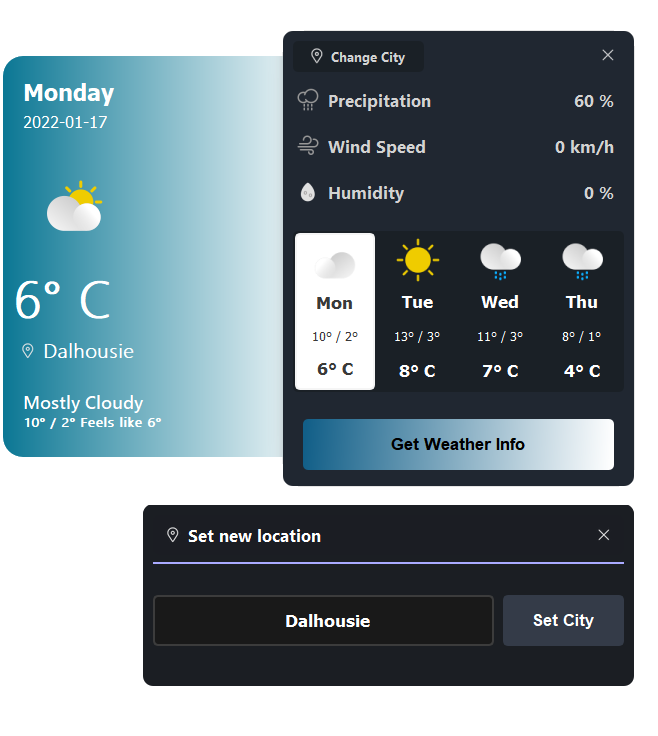 Monday
2022-01-17
6° C
Dalhousie
Mostly Cloudy
10° / 2° Feels like 6°
Change City
Precipitation 60 %
Wind Speed 0 km/h
Humidity 0 %
Mon Tue Wed Thu
10° / 2° 13° / 3° 11° / 3° 8° / 1°
6° C 8° C 7° C 4° C
Get Weather Info
Set new location
Dalhousie Set City